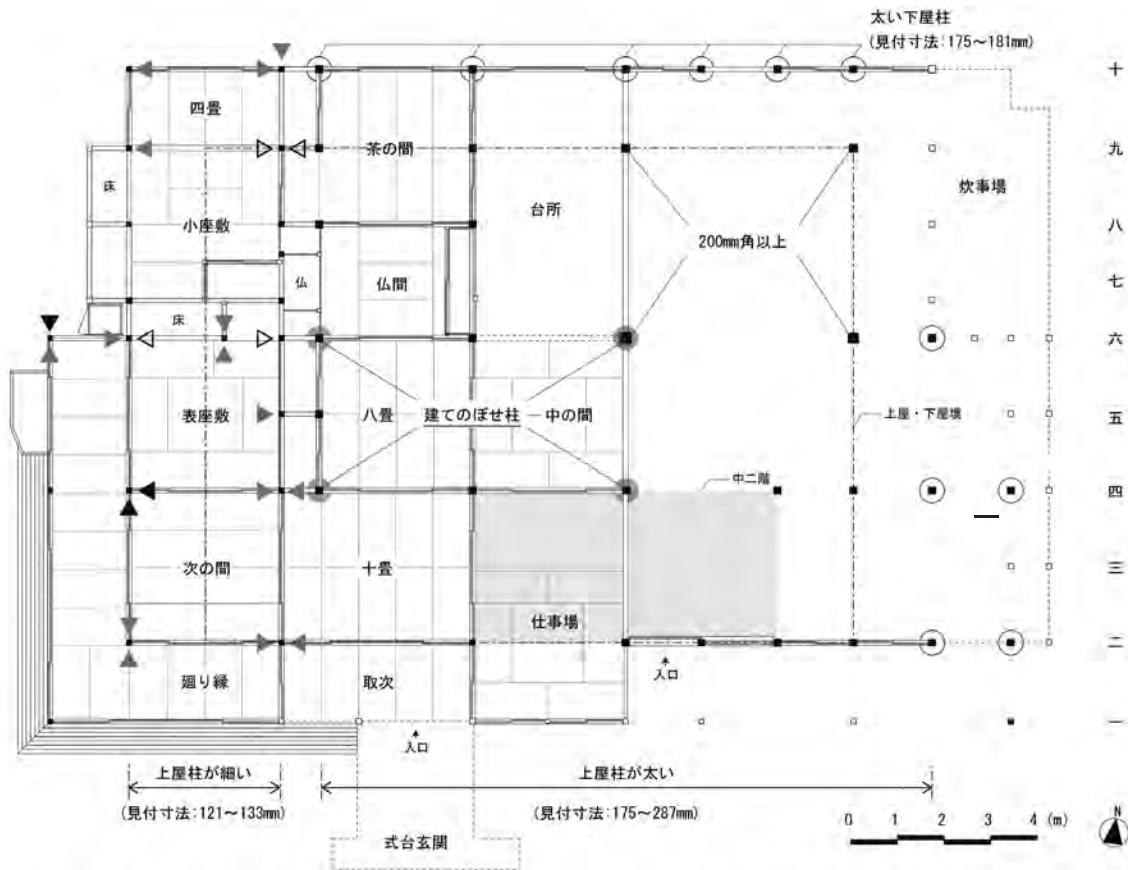 太い下屋柱
(見付寸法:175～181mm)
十
四畳
茶の間
九
床
炊事場
台所
小座敷
八
200mm角以上
仏
仏間
七
床
六
表座敷
八畳
建てのぼせ柱
中の間
上屋・下屋境
五
中二階
四
次の間
十畳
三
仕事場
二
入口
廻り縁
取次
一
入口
上屋柱が細い
上屋柱が太い
(見付寸法:121～133mm)
(見付寸法:175～287mm)
0 1 2 3 4 (m)
N
式台玄関